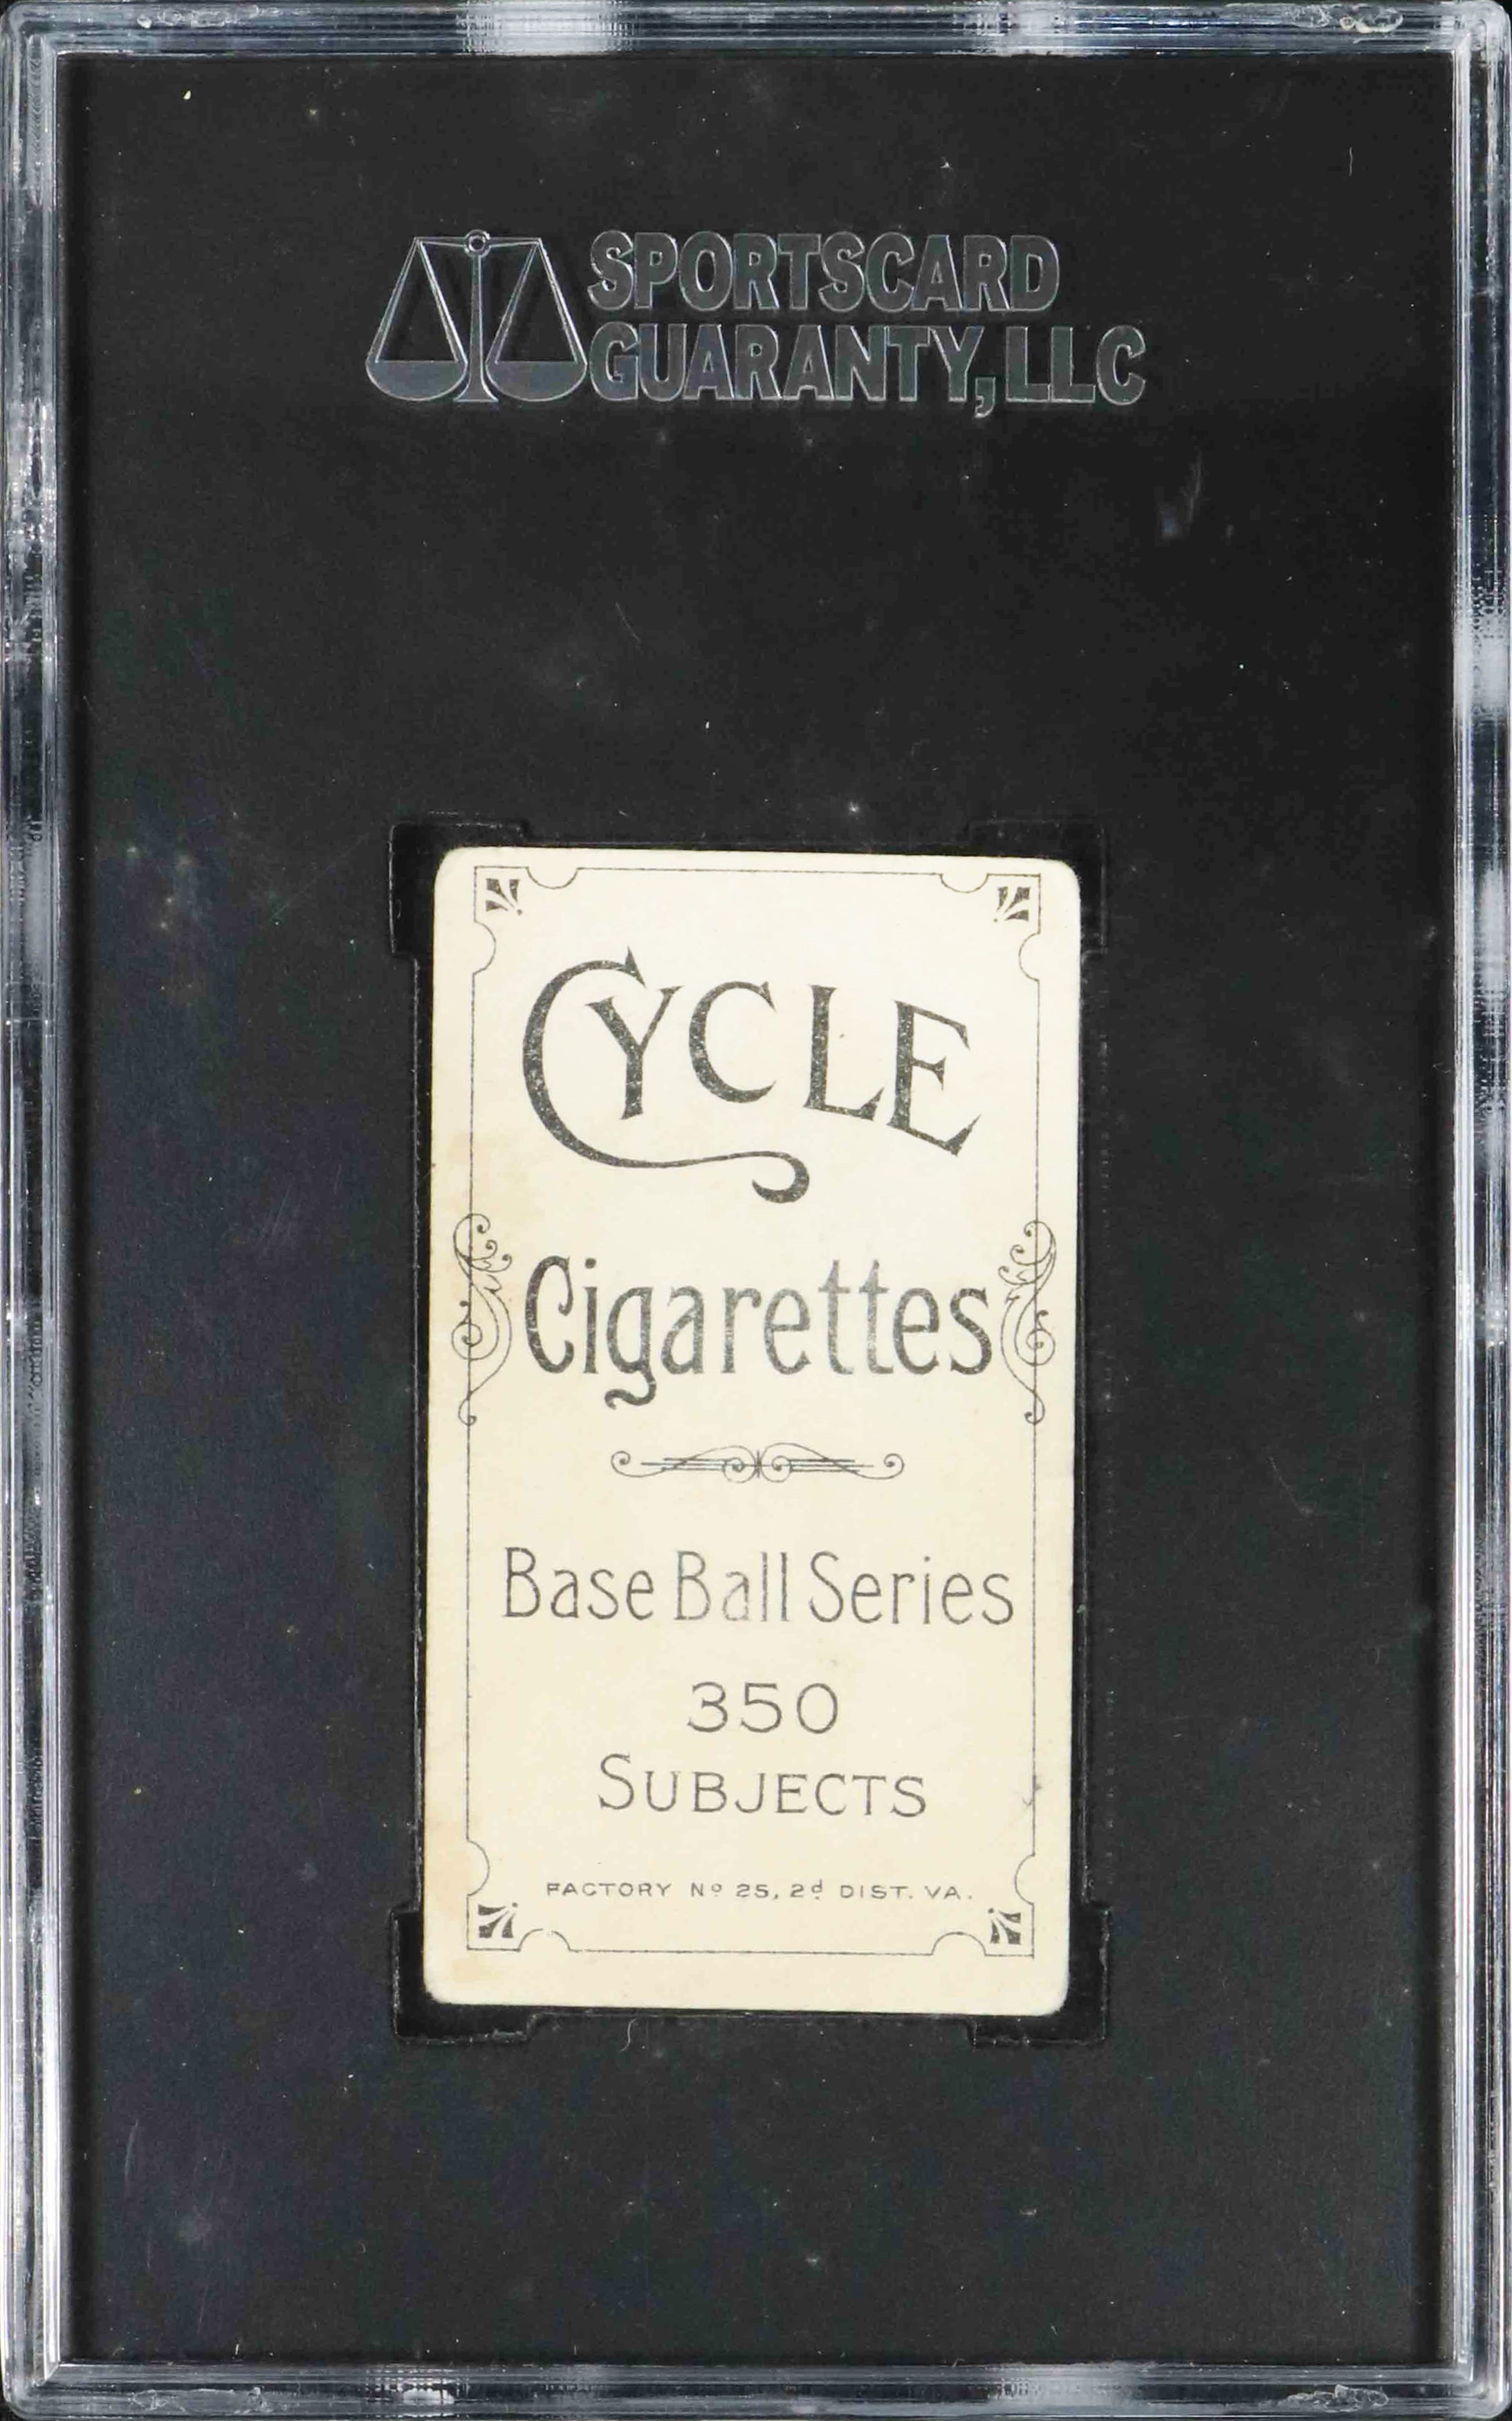 SPORTSCARD
GUARANTY, LLC
CYCLE
Cigarettes
Base Ball Series
350
SUBJECTS
FACTORY Nº 25, 2d DIST. VA.